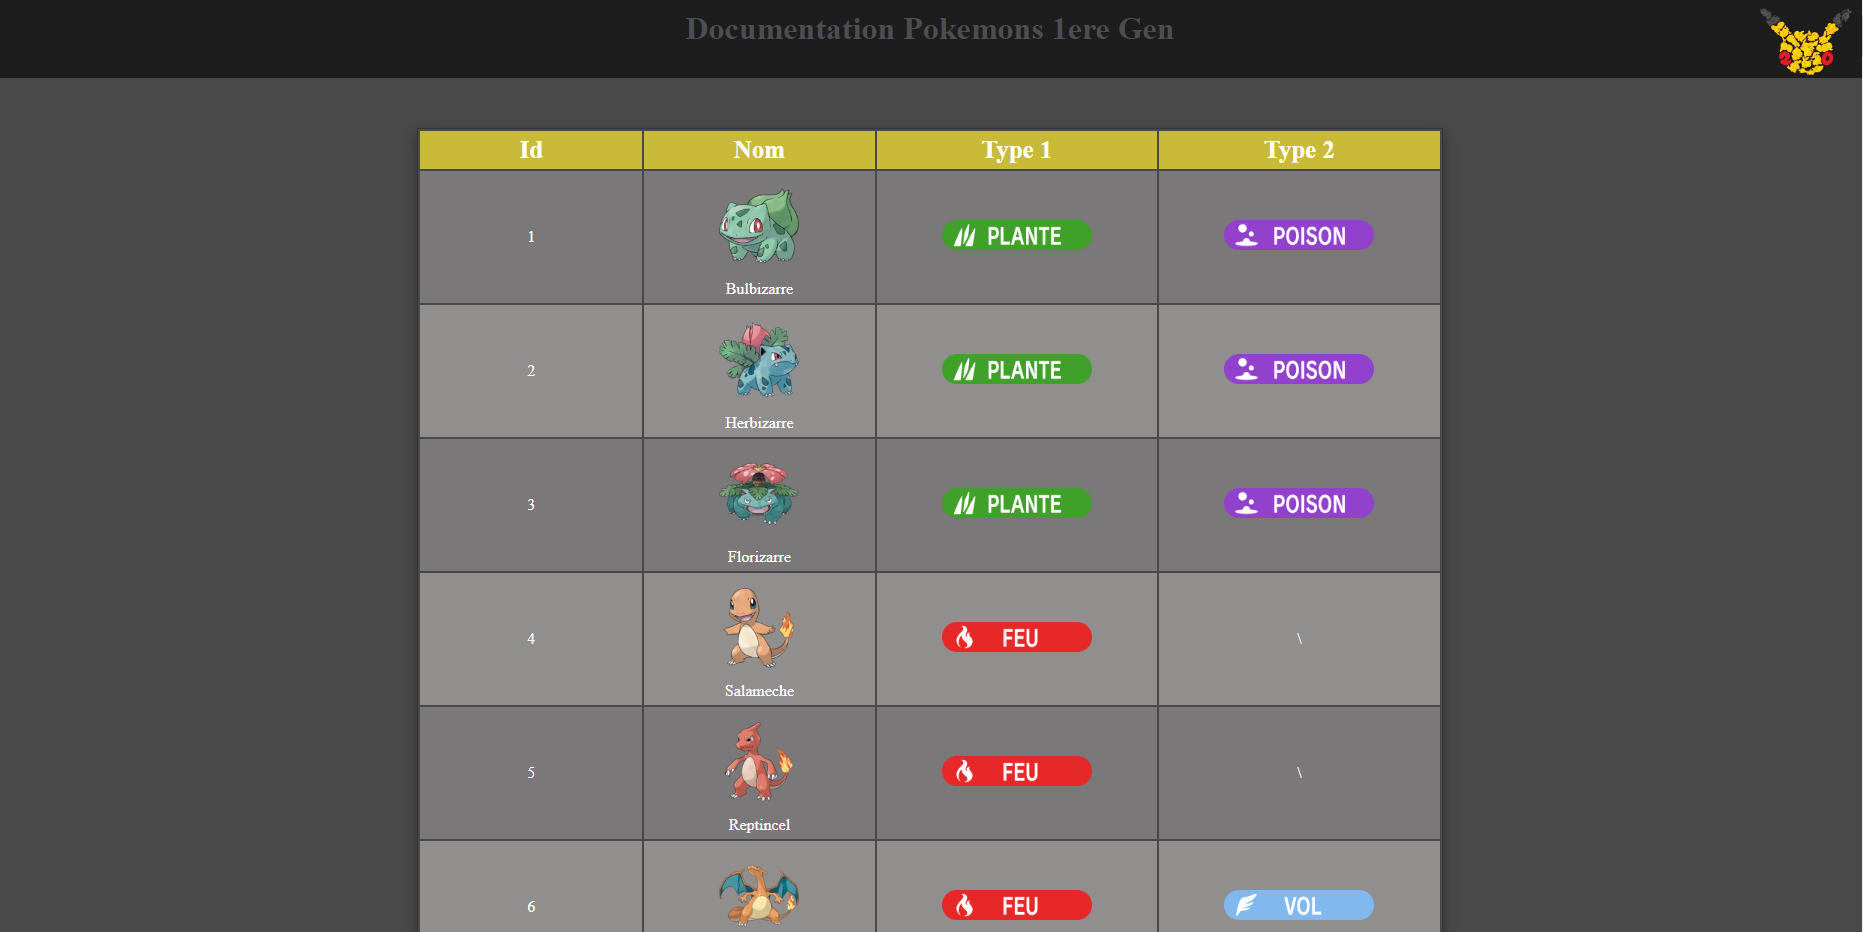 Documentation Pokemons 1ere Gen
20
Id Nom Type 1 Type 2
1 PLANTE POISON
Bulbizarre
2 PLANTE POISON
Herbizarre
3 PLANTE POISON
Florizarre
4 FEU \
Salameche
5 FEU \
Reptincel
6 FEU VOL